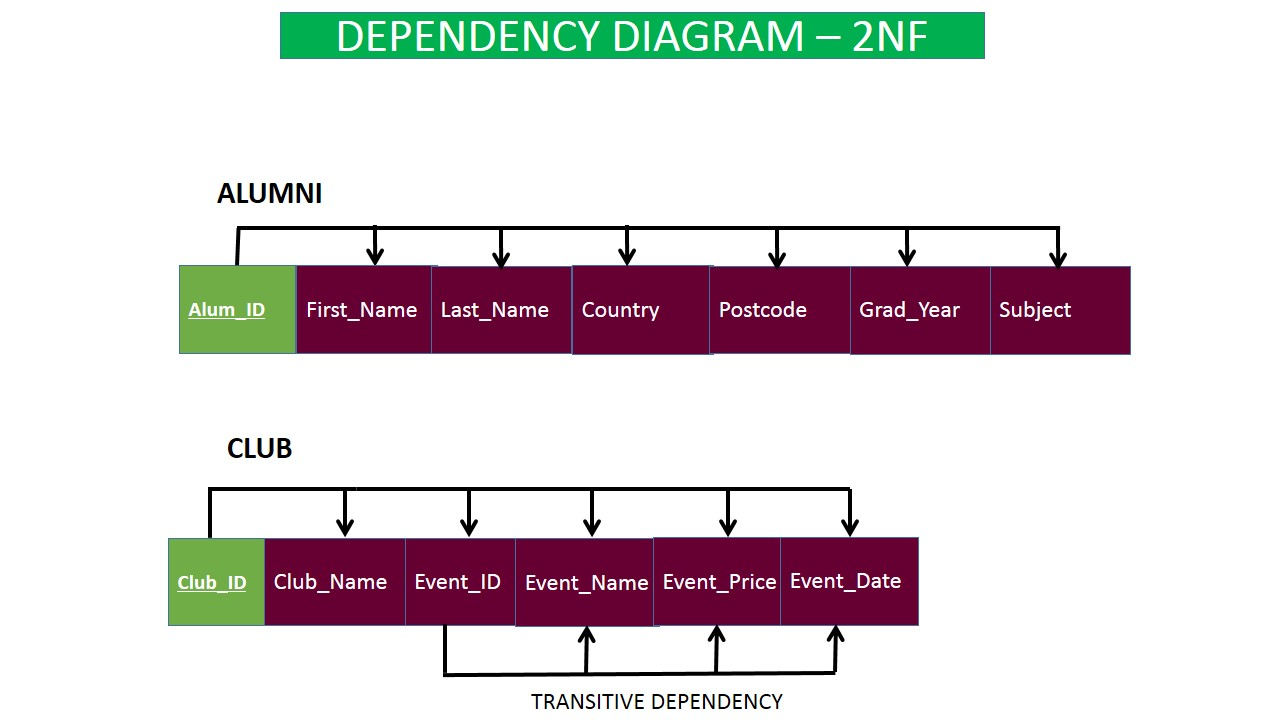 DEPENDENCY DIAGRAM – 2NF
ALUMNI
Alum_ID First_Name Last_Name Country Postcode Grad_Year Subject
CLUB
Club_ID Club_Name Event_ID Event_Name Event_Price Event_Date
TRANSITIVE DEPENDENCY